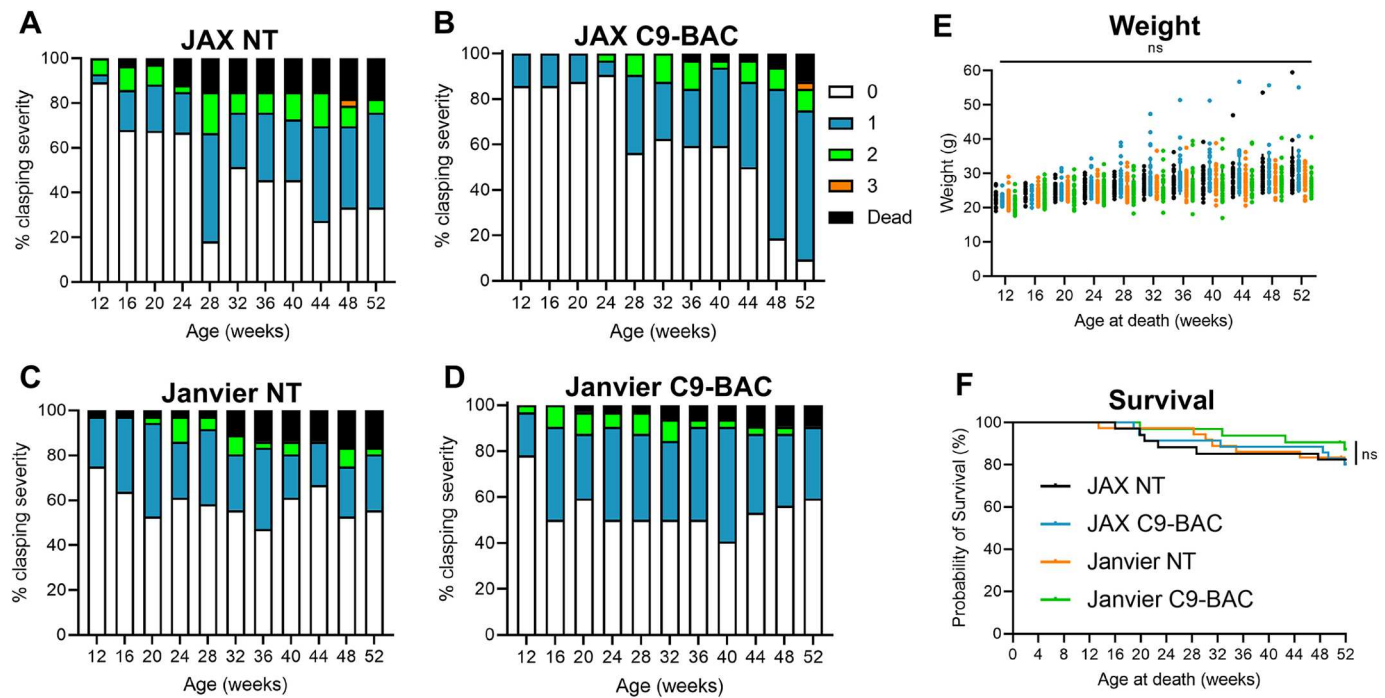 A
JAX NT
% clasping severity
100
80
60
40
20
0
12 16 20 24 28 32 36 40 44 48 52
Age (weeks)
B
JAX C9-BAC
% clasping severity
100
80
60
40
20
0
12 16 20 24 28 32 36 40 44 48 52
Age (weeks)
0
1
2
3
Dead
E
Weight
ns
Weight (g)
60
50
40
30
20
10
0
12 16 20 24 28 32 36 40 44 48 52
Age at death (weeks)
C
Janvier NT
% clasping severity
100
80
60
40
20
0
12 16 20 24 28 32 36 40 44 48 52
Age (weeks)
D
Janvier C9-BAC
% clasping severity
100
80
60
40
20
0
12 16 20 24 28 32 36 40 44 48 52
Age (weeks)
F
Survival
Probability of Survival (%)
100
80
60
40
20
0
ns
JAX NT
JAX C9-BAC
Janvier NT
Janvier C9-BAC
0 4 8 12 16 20 24 28 32 36 40 44 48 52
Age at death (weeks)